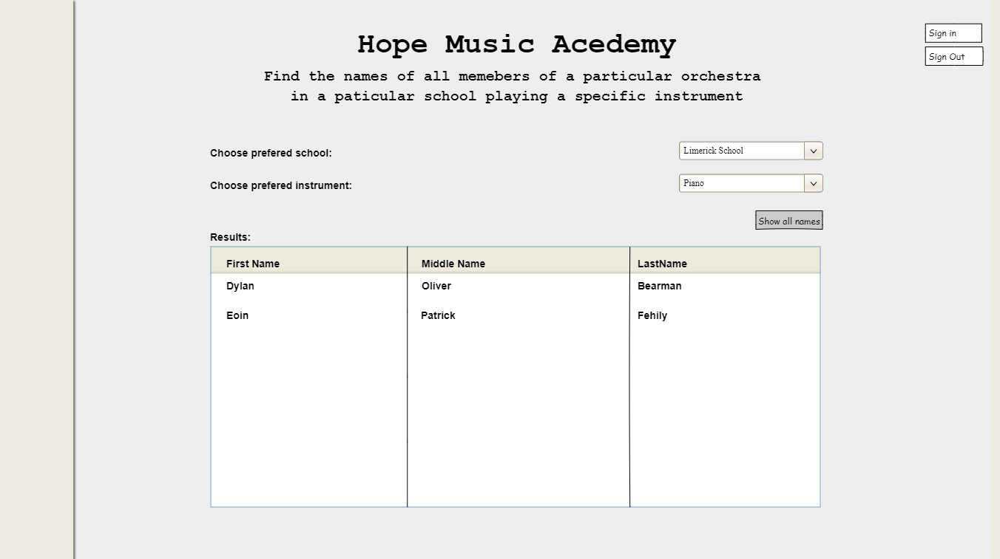 Hope Music Acedemy
Sign in
Sign Out
Find the names of all memebers of a particular orchestra
in a paticular school playing a specific instrument
Choose prefered school:
Limerick School
Choose prefered instrument:
Piano
Show all names
Results:
First Name Middle Name LastName
Dylan Oliver Bearman
Eoin Patrick Fehily